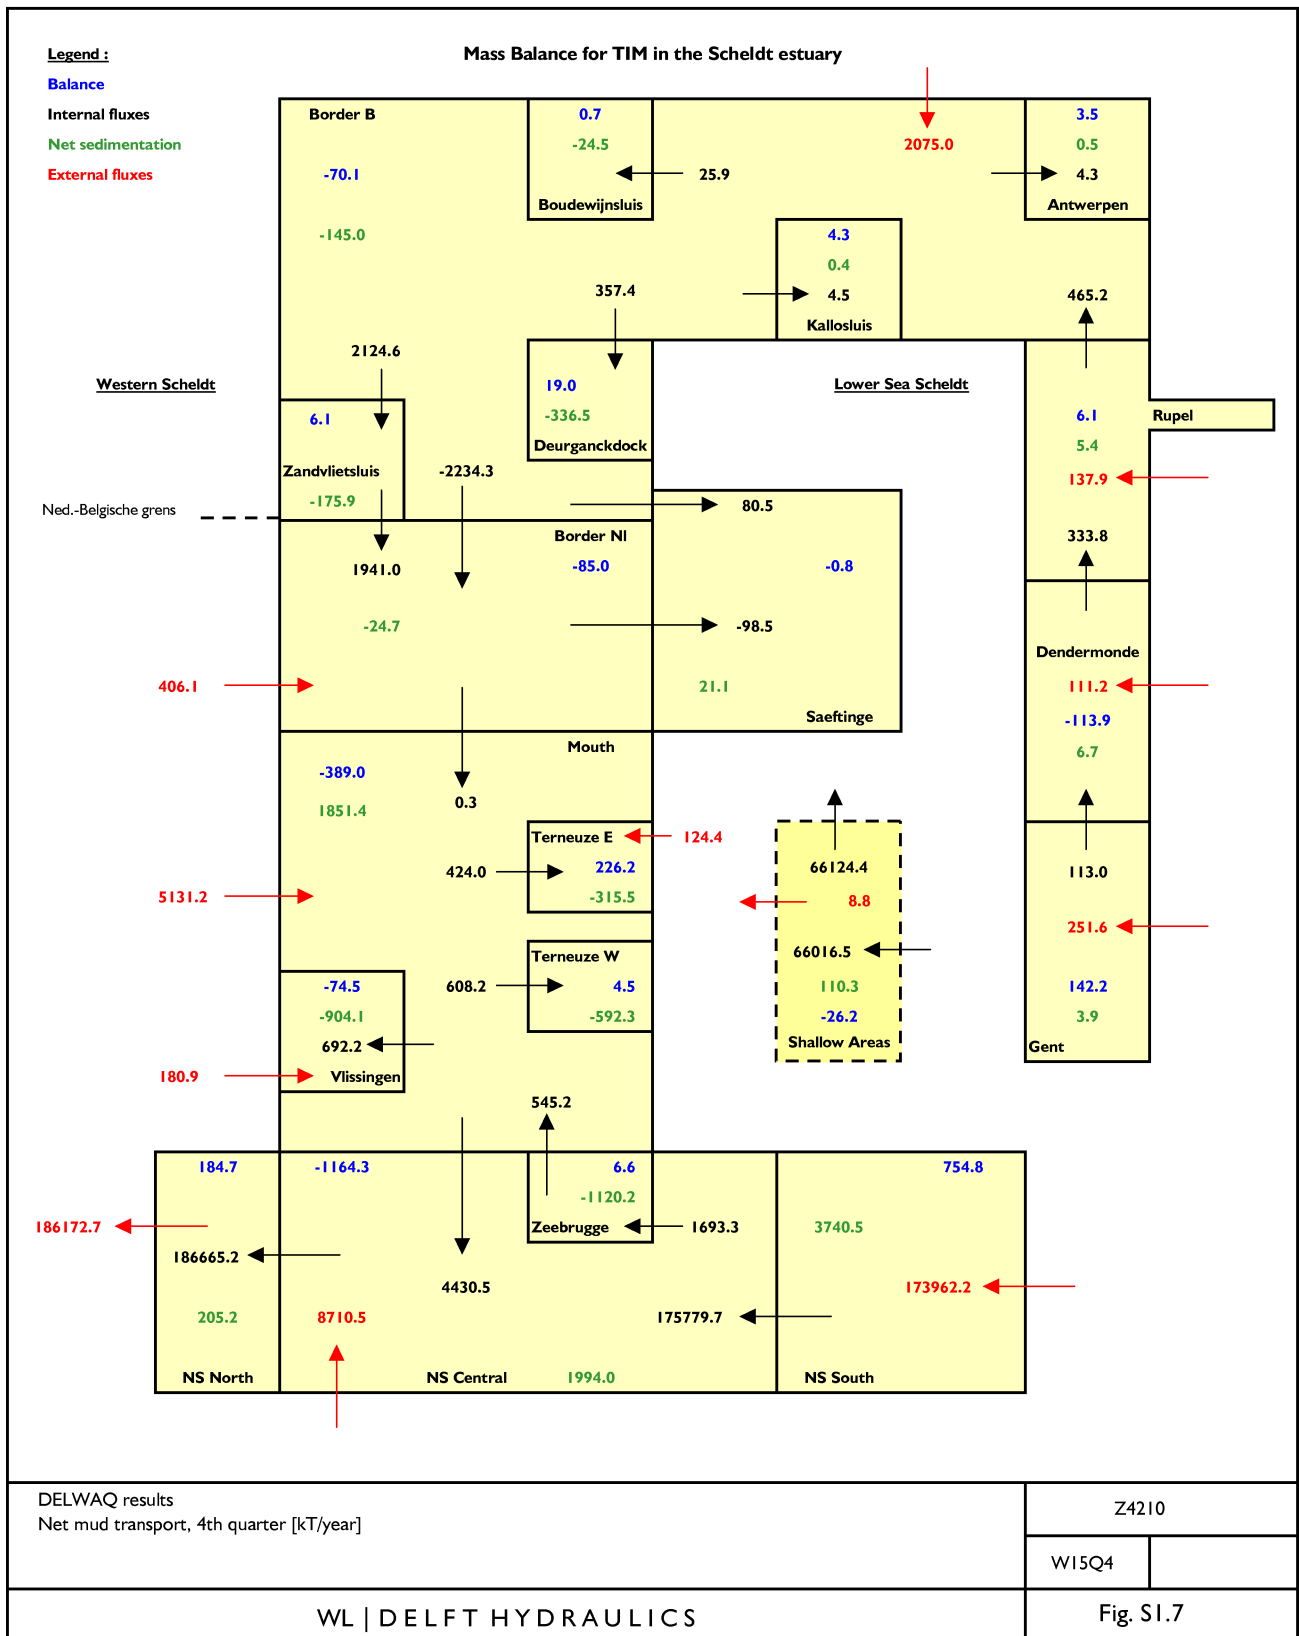 Legend :
Mass Balance for TIM in the Scheldt estuary
Balance
Internal fluxes
Net sedimentation
External fluxes
Border B
0.7
3.5
-24.5
2075.0
0.5
-70.1
25.9
4.3
Boudewijnsluis
Antwerpen
-145.0
4.3
0.4
357.4
4.5
465.2
Kallosluis
2124.6
Western Scheldt
19.0
Lower Sea Scheldt
6.1
-336.5
6.1
Rupel
Deurganckdock
5.4
Zandvlietsluis
-2234.3
137.9
-175.9
80.5
Ned.-Belgische grens
Border Nl
333.8
1941.0
-85.0
-0.8
-24.7
-98.5
Dendermonde
406.1
21.1
111.2
Saeftinge
-113.9
Mouth
6.7
-389.0
0.3
1851.4
Terneuze E
124.4
424.0
226.2
66124.4
113.0
5131.2
-315.5
8.8
251.6
Terneuze W
66016.5
-74.5
608.2
4.5
110.3
142.2
-904.1
-592.3
-26.2
3.9
692.2
Shallow Areas
Gent
180.9
Vlissingen
545.2
184.7
-1164.3
6.6
754.8
-1120.2
186172.7
Zeebrugge
1693.3
3740.5
186665.2
4430.5
173962.2
205.2
8710.5
175779.7
NS North
NS Central
1994.0
NS South
DELWAQ results
Net mud transport, 4th quarter [kT/year]
Z4210
W15Q4
WL | DELFT HYDRAULICS
Fig. S1.7